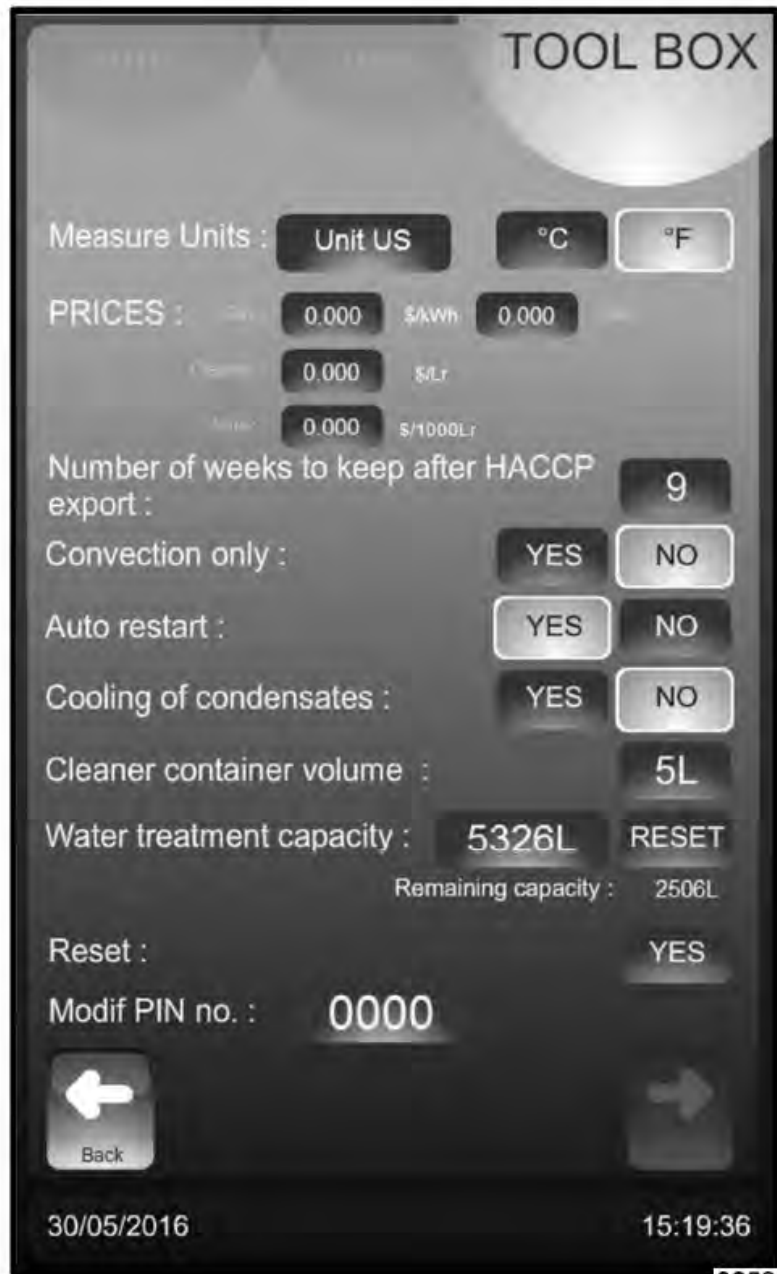 TOOL BOX
Measure Units : Unit US °C °F
PRICES : 0.000 $/kWh 0.000
0.000 $/Lr
0.000 $/1000Lr
Number of weeks to keep after HACCP
export : 9
Convection only : YES NO
Auto restart : YES NO
Cooling of condensates : YES NO
Cleaner container volume : 5L
Water treatment capacity : 5326L RESET
Remaining capacity : 2506L
Reset : YES
Modif PIN no. : 0000
Back
30/05/2016 15:19:36